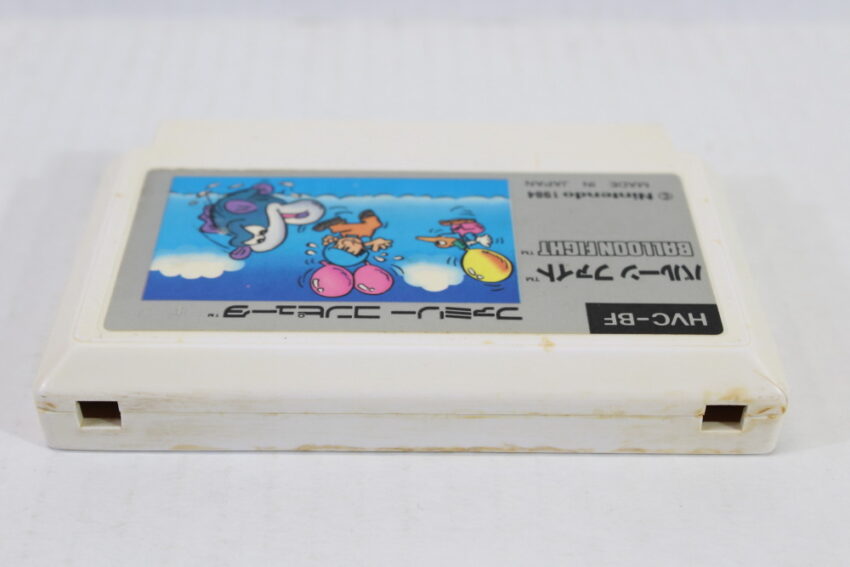 HVC-BF
ファミリー コンピュータ™
バルーン ファイト™
BALLOON FIGHT™
© Nintendo 1984
MADE IN JAPAN